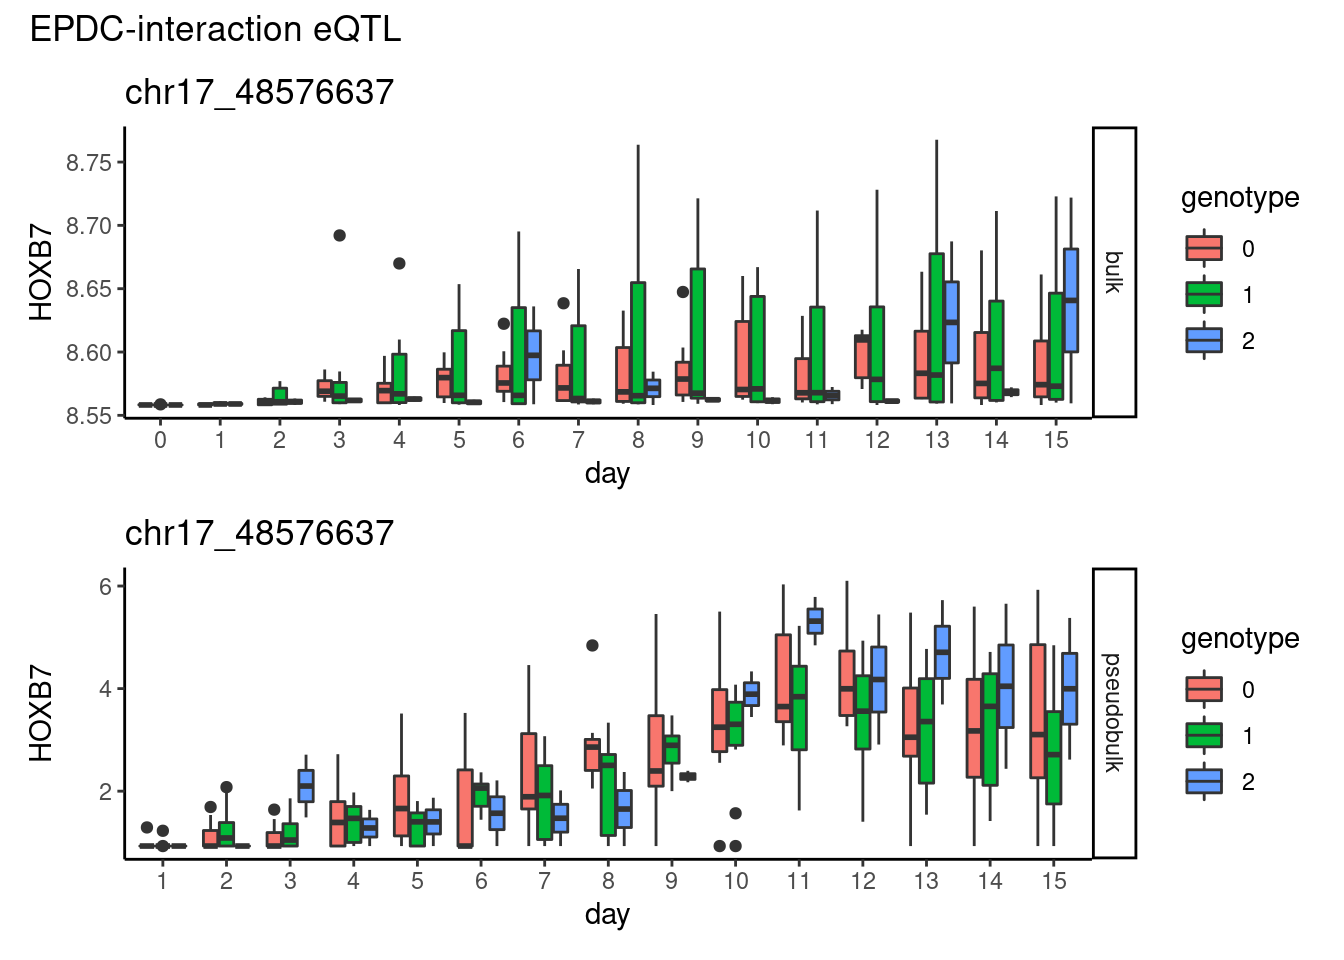 EPDC-interaction eQTL
chr17_48576637
HOXB7
8.75
8.70
8.65
8.60
8.55
0 1 2 3 4 5 6 7 8 9 10 11 12 13 14 15
day
bulk
genotype
0
1
2
chr17_48576637
HOXB7
6
4
2
1 2 3 4 5 6 7 8 9 10 11 12 13 14 15
day
pseudobulk
genotype
0
1
2